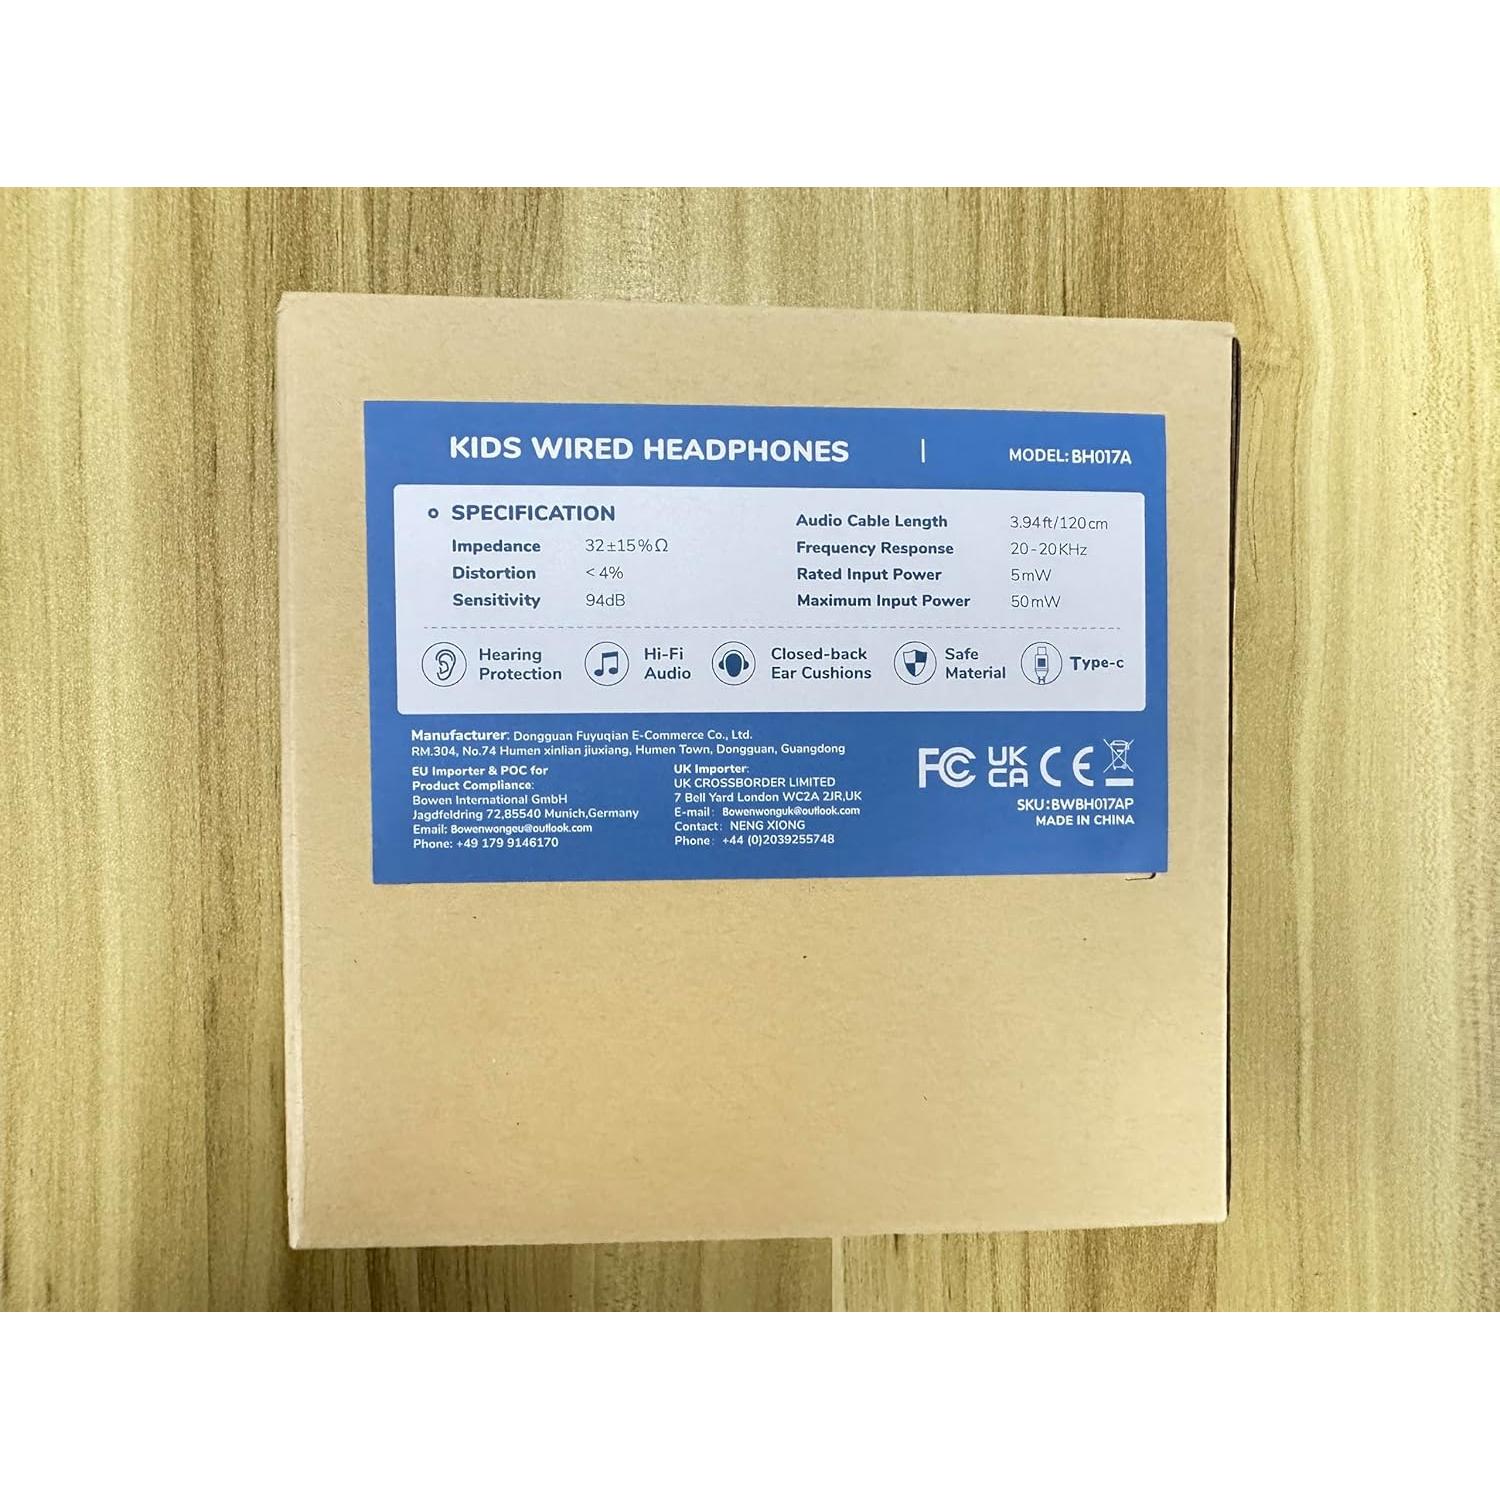 KIDS WIRED HEADPHONES | MODEL: BH017A
SPECIFICATION
Impedance 32±15%Ω
Distortion < 4%
Sensitivity 94dB
Audio Cable Length 3.94ft/120cm
Frequency Response 20-20KHz
Rated Input Power 5mW
Maximum Input Power 50mW
Hearing
Protection
Hi-Fi
Audio
Closed-back
Ear Cushions
Safe
Material
Type-c
Manufacturer: Dongguan Fuyuqian E-Commerce Co., Ltd.
RM.304, No.74 Humen xinlian jiuxiang, Humen Town, Dongguan, Guangdong
EU Importer & POC for
Product Compliance:
Bowen International GmbH
Jagdfeldring 72,85540 Munich,Germany
Email: Bowenwongeu@outlook.com
Phone: +49 179 9146170
UK Importer:
UK CROSSBORDER LIMITED
7 Bell Yard London WC2A 2JR,UK
E-mail: Bowenwonguk@outlook.com
Contact: NENG XIONG
Phone: +44 (0)2039255748
FC UK CA CE
SKU:BWBH017AP
MADE IN CHINA